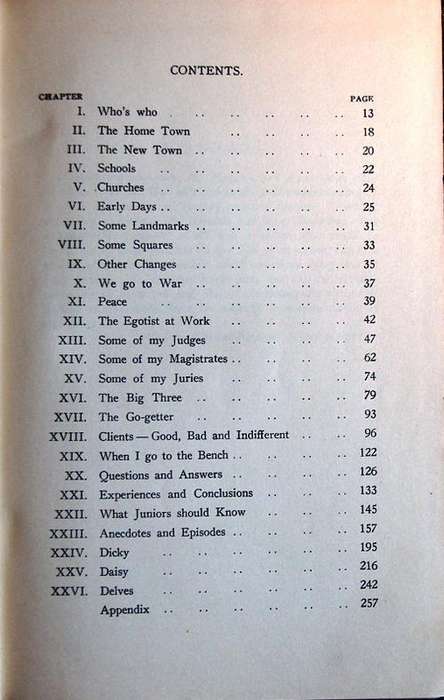 CONTENTS.
CHAPTER PAGE
I. Who's who . .. .. .. .. .. 13
II. The Home Town .. .. .. .. 18
III. The New Town .. .. .. .. .. 20
IV. Schools .. .. .. .. .. .. 22
V. Churches .. .. .. .. .. .. 24
VI. Early Days .. .. .. .. .. .. 25
VII. Some Landmarks .. .. .. .. .. 31
VIII. Some Squares .. .. .. .. .. 33
IX. Other Changes .. .. .. .. .. 35
X. We go to War .. .. .. .. .. 37
XI. Peace .. .. .. .. .. .. 39
XII. The Egotist at Work .. .. .. .. 42
XIII. Some of my Judges .. .. .. .. 47
XIV. Some of my Magistrates .. .. .. .. 62
XV. Some of my Juries .. .. .. .. 74
XVI. The Big Three .. .. .. .. .. 79
XVII. The Go-getter .. .. .. .. .. 93
XVIII. Clients — Good, Bad and Indifferent .. .. 96
XIX. When I go to the Bench .. .. .. .. 122
XX. Questions and Answers .. .. .. .. 126
XXI. Experiences and Conclusions .. .. .. 133
XXII. What Juniors should Know .. .. .. 145
XXIII. Anecdotes and Episodes .. .. .. .. 157
XXIV. Dicky .. .. .. .. .. .. 195
XXV. Daisy .. .. .. .. .. .. 216
XXVI. Delves .. .. .. .. .. .. 242
Appendix .. .. .. .. .. .. 257